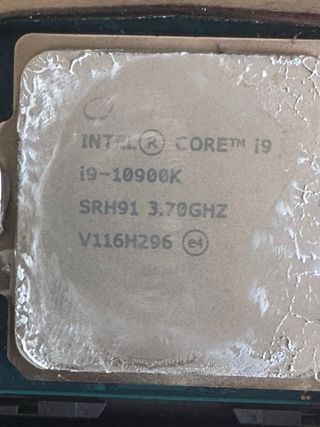 INTEL® CORE™ i9
i9-10900K
SRH91 3.70GHZ
V116H296 e4